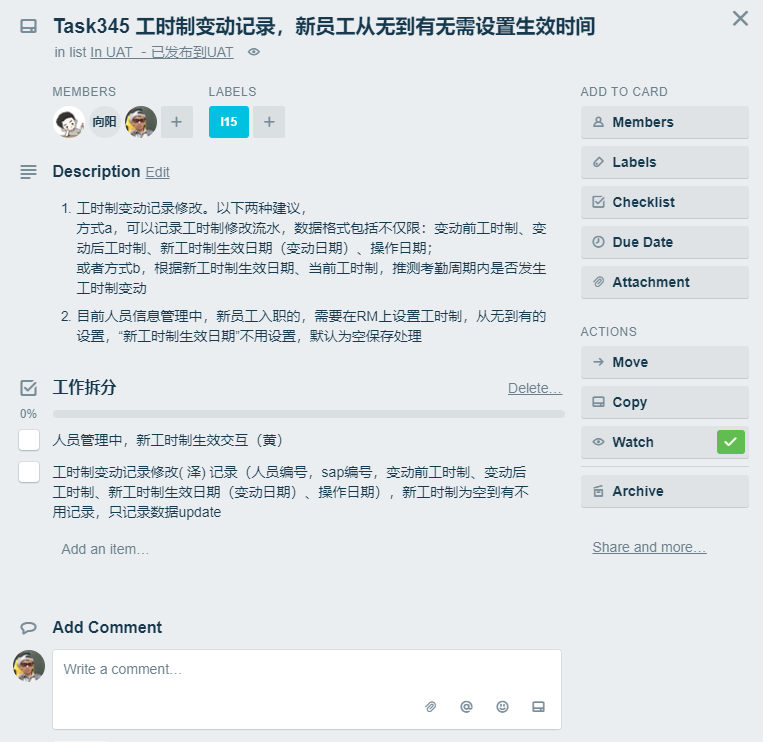 Task345 工时制变动记录，新员工从无到有无需设置生效时间
in list In UAT - 已发布到UAT
MEMBERS
LABELS
向阳
I15
Description Edit
1. 工时制变动记录修改。以下两种建议，
方式a，可以记录工时制修改流水，数据格式包括不仅限：变动前工时制、变
动后工时制、新工时制生效日期（变动日期）、操作日期；
或者方式b，根据新工时制生效日期、当前工时制，推测考勤周期内是否发生
工时制变动
2. 目前人员信息管理中，新员工入职的，需要在RM上设置工时制，从无到有的
设置，“新工时制生效日期”不用设置，默认为空保存处理
工作拆分
Delete…
0%
人员管理中，新工时制生效交互（黄）
工时制变动记录修改( 泽) 记录（人员编号，sap编号，变动前工时制、变动后
工时制、新工时制生效日期（变动日期）、操作日期），新工时制为空到有不
用记录，只记录数据update
Add an item…
Add Comment
Write a comment…
ADD TO CARD
Members
Labels
Checklist
Due Date
Attachment
ACTIONS
Move
Copy
Watch
Archive
Share and more…